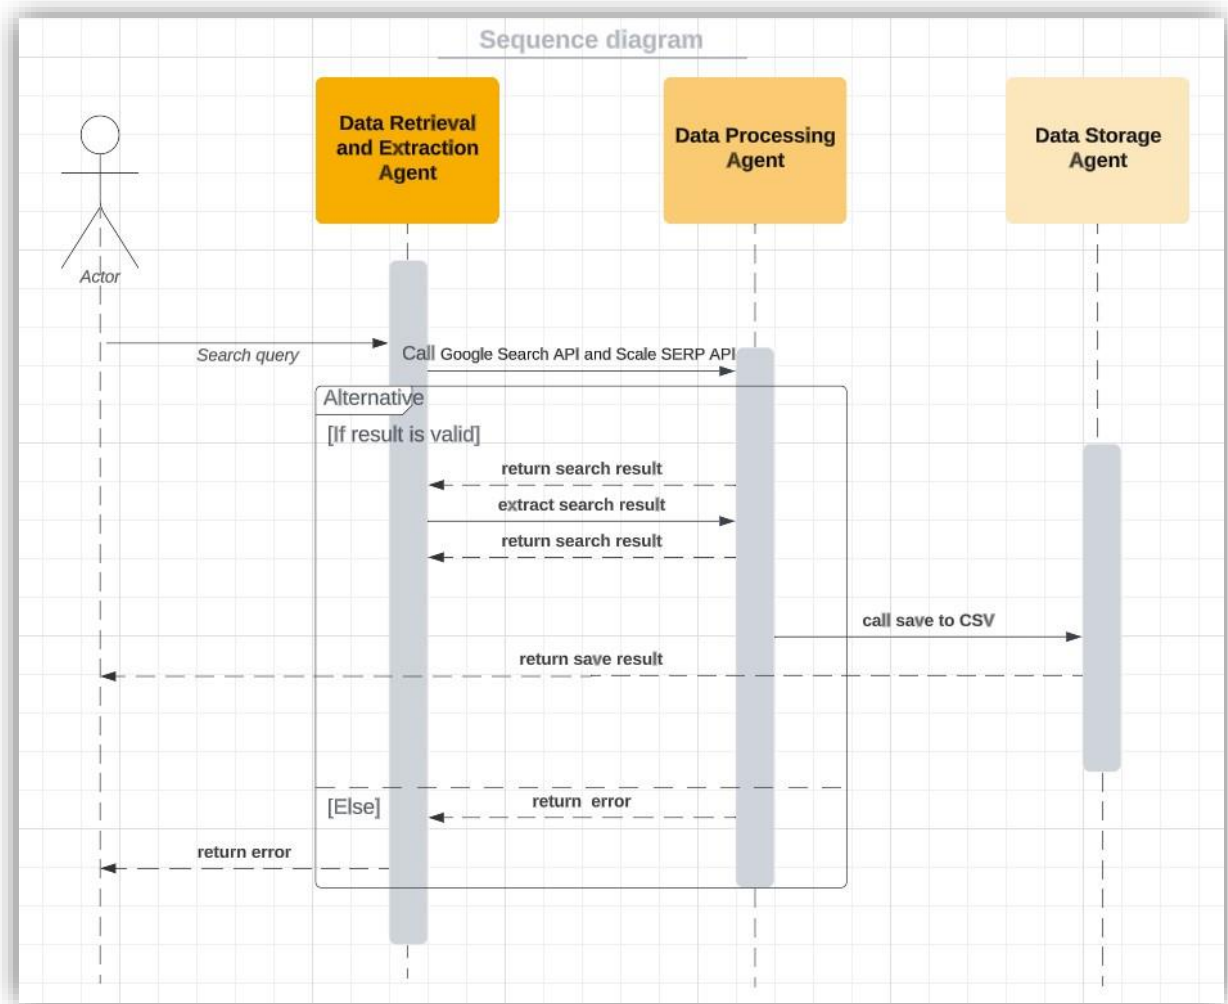 Sequence diagram
Data Retrieval
and Extraction
Agent
Data Processing
Agent
Data Storage
Agent
Actor
Search query
Call Google Search API and Scale SERP API
Alternative
[If result is valid]
return search result
extract search result
return search result
call save to CSV
return save result
[Else]
return error
return error